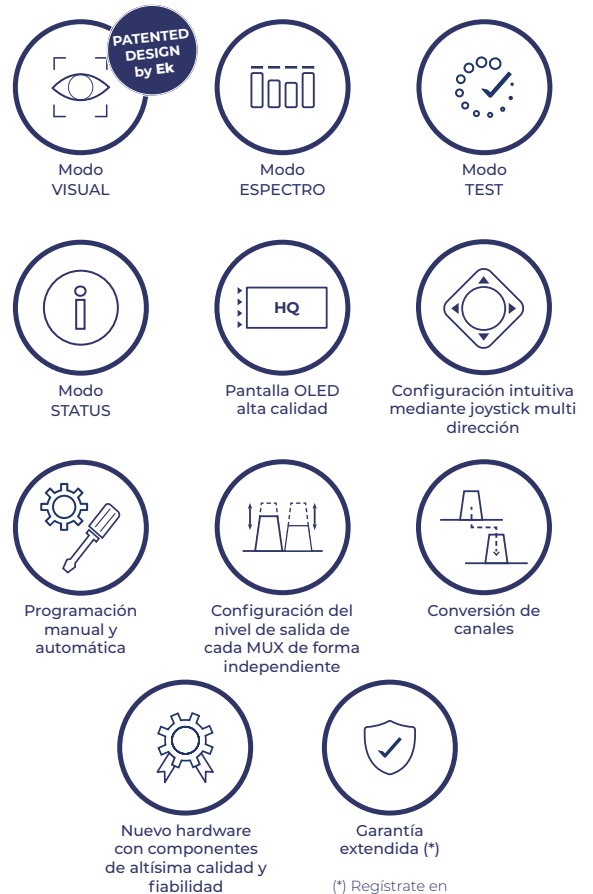 PATENTED
DESIGN
by Ek
Modo
VISUAL
Modo
ESPECTRO
Modo
TEST
Modo
STATUS
HQ
Pantalla OLED
alta calidad
Configuración intuitiva
mediante joystick multi
dirección
Programación
manual y
automática
Configuración del
nivel de salida de
cada MUX de forma
independiente
Conversión de
canales
Nuevo hardware
con componentes
de altísima calidad y
fiabilidad
Garantía
extendida (*)
(*) Regístrate en